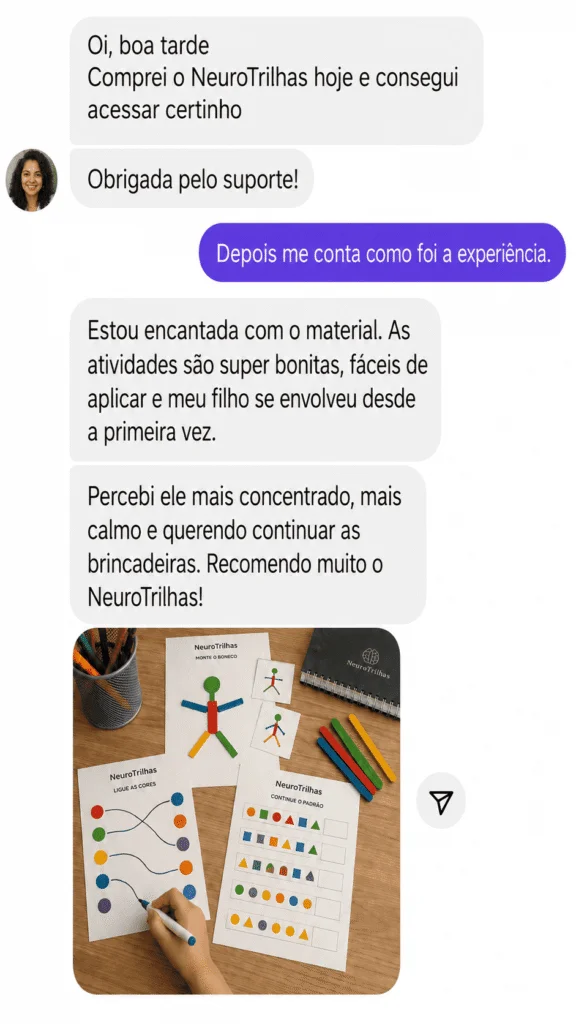 Oi, boa tarde
Comprei o NeuroTrilhas hoje e consegui
acessar certinho
Obrigada pelo suporte!
Depois me conta como foi a experiência.
Estou encantada com o material. As
atividades são super bonitas, fáceis de
aplicar e meu filho se envolveu desde
a primeira vez.
Percebi ele mais concentrado, mais
calmo e querendo continuar as
brincadeiras. Recomendo muito o
NeuroTrilhas!
NeuroTrilhas
MONTE O BONECO
NeuroTrilhas
NeuroTrilhas
LIGUE AS CORES
NeuroTrilhas
CONTINUE O PADRÃO